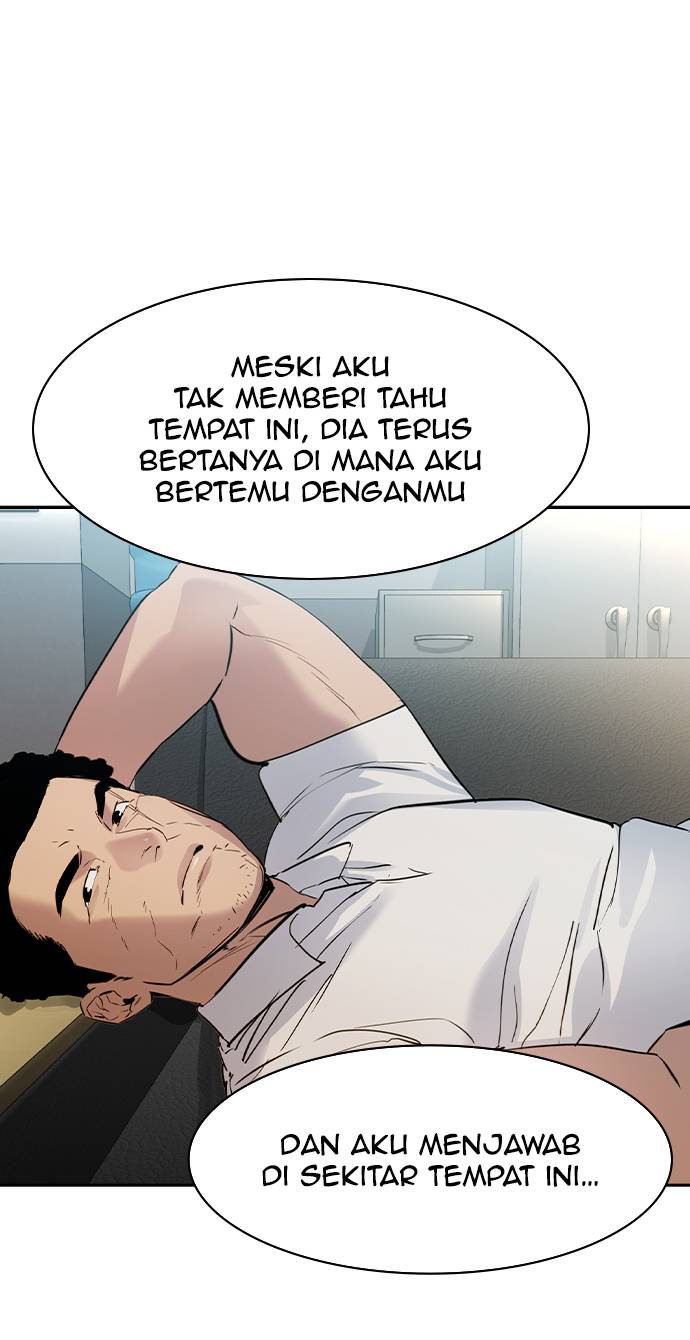 MESKI AKU
TAK MEMBERI TAHU
TEMPAT INI, DIA TERUS
BERTANYA DI MANA AKU
BERTEMU DENGANMU
DAN AKU MENJAWAB
DI SEKITAR TEMPAT INI...